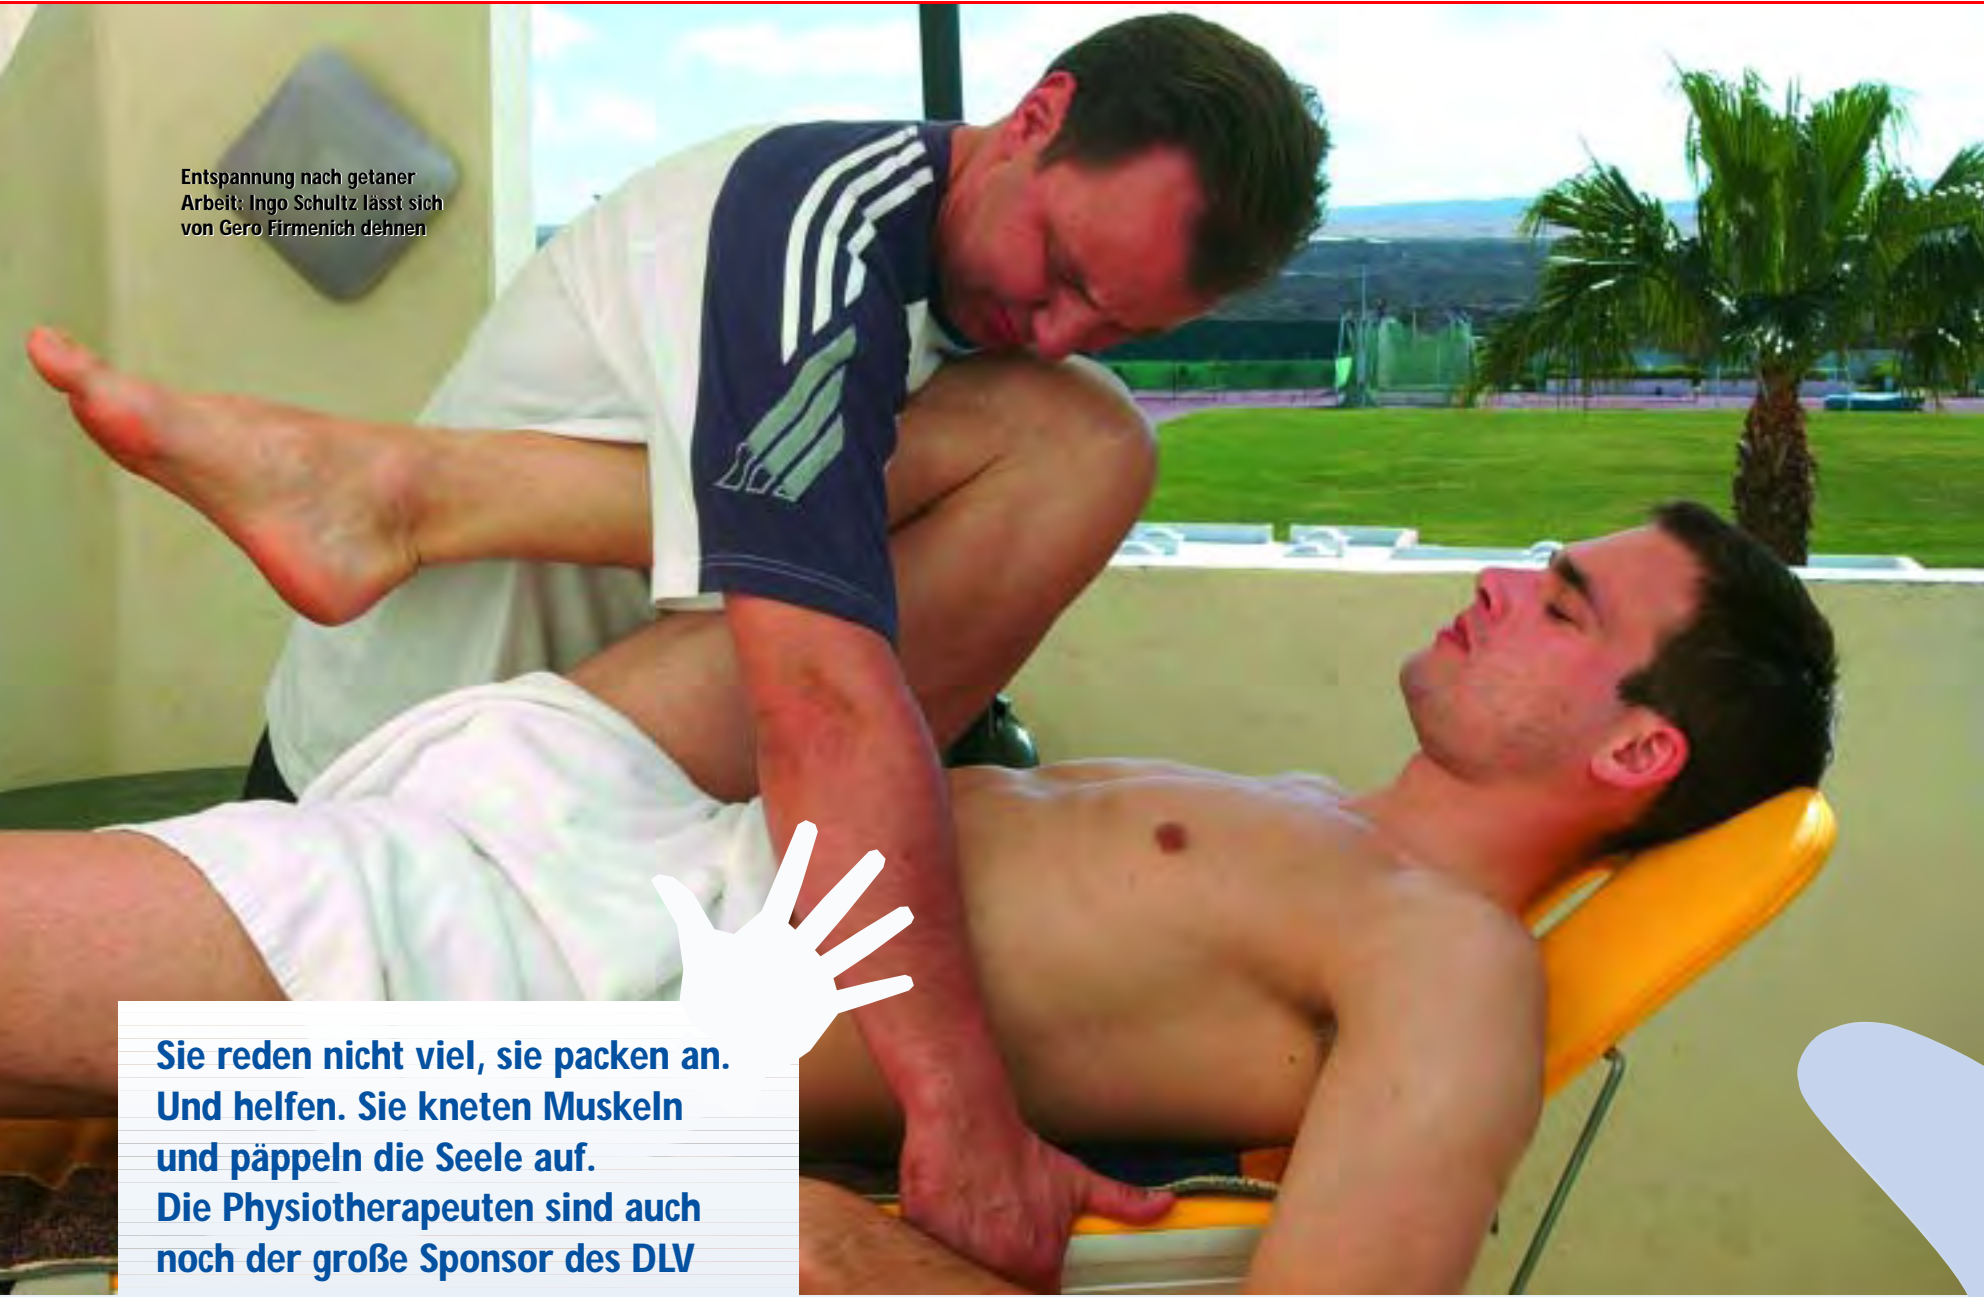 Entspannung nach getaner
Arbeit: Ingo Schultz lässt sich
von Gero Firmenich dehnen
Sie reden nicht viel, sie packen an.
Und helfen. Sie kneten Muskeln
und päppeln die Seele auf.
Die Physiotherapeuten sind auch
noch der große Sponsor des DLV